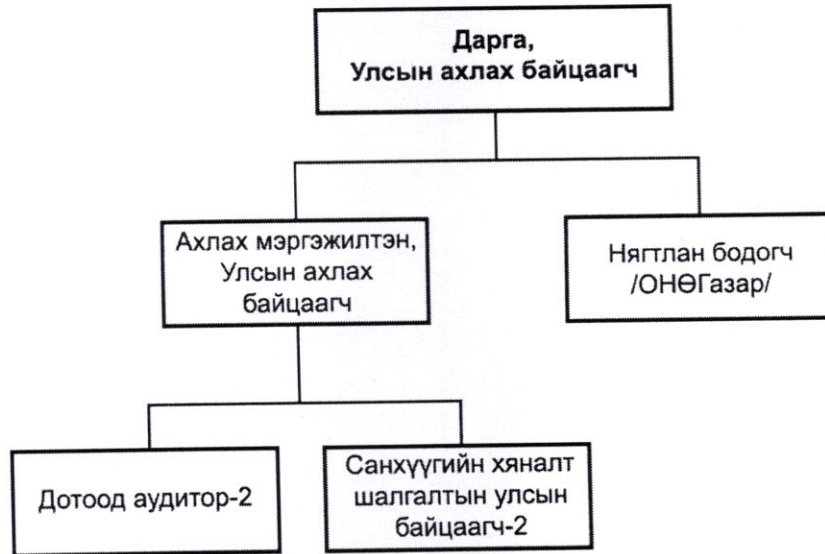 Дарга,
Улсын ахлах байцаагч
Ахлах мэргэжилтэн,
Улсын ахлах
байцаагч
Нягтлан бодогч
/ОНӨГазар/
Дотоод аудитор-2
Санхүүгийн хяналт
шалгалтын улсын
байцаагч-2